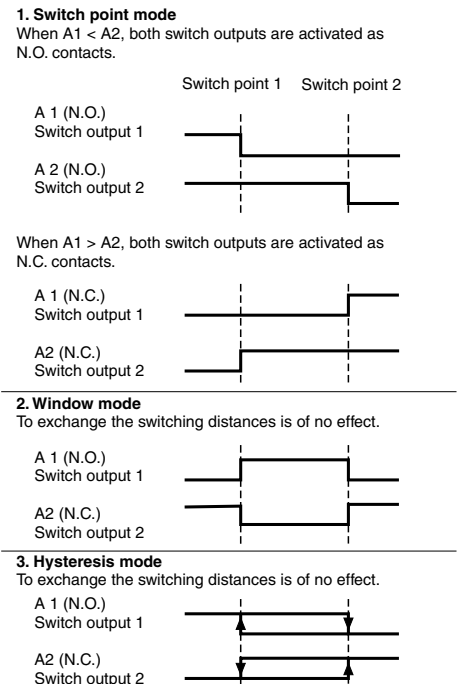 1. Switch point mode
When A1 < A2, both switch outputs are activated as
N.O. contacts.
Switch point 1 Switch point 2
A 1 (N.O.)
Switch output 1
A 2 (N.O.)
Switch output 2
When A1 > A2, both switch outputs are activated as
N.C. contacts.
A 1 (N.C.)
Switch output 1
A2 (N.C.)
Switch output 2
2. Window mode
To exchange the switching distances is of no effect.
A 1 (N.O.)
Switch output 1
A2 (N.C.)
Switch output 2
3. Hysteresis mode
To exchange the switching distances is of no effect.
A 1 (N.O.)
Switch output 1
A2 (N.C.)
Switch output 2